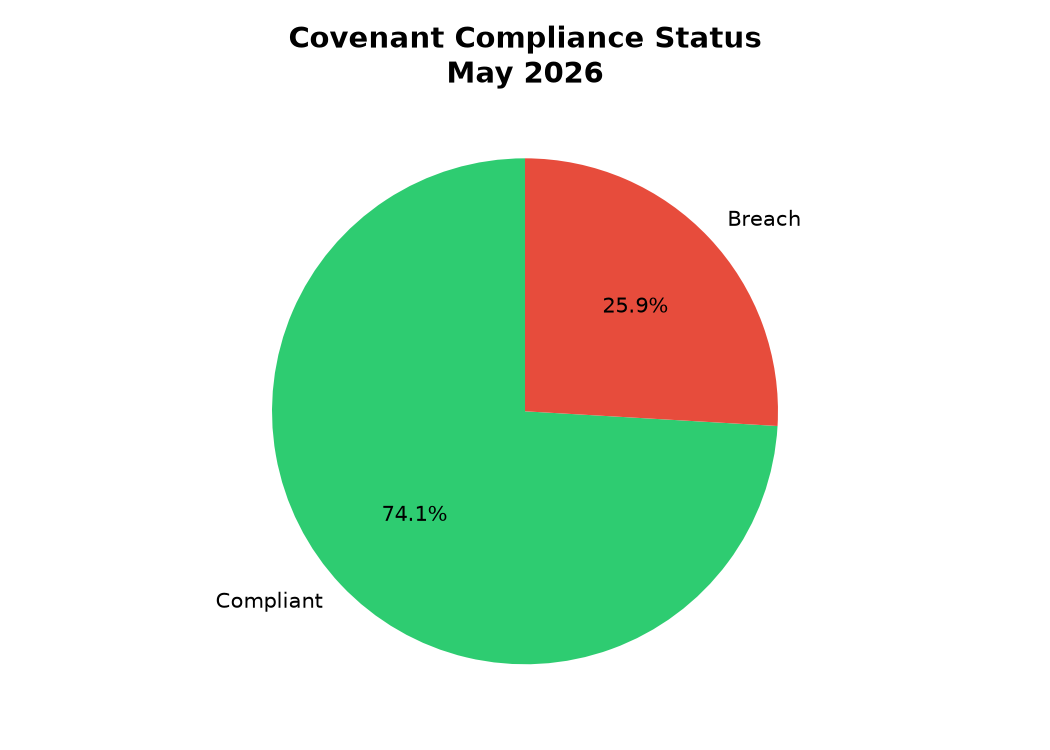 Covenant Compliance Status
May 2026
Breach
25.9%
74.1%
Compliant